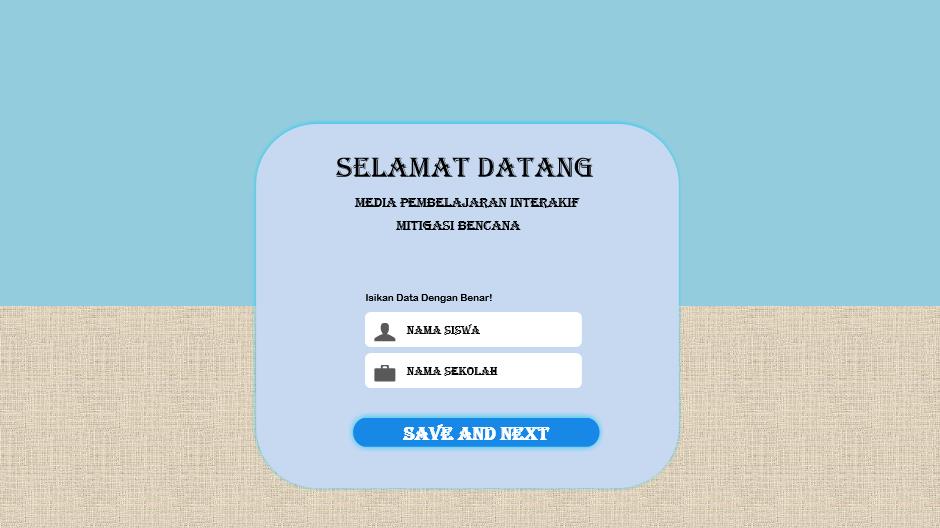 SELAMAT DATANG
MEDIA PEMBELAJARAN INTERAKIF
MITIGASI BENCANA
Isikan Data Dengan Benar!
NAMA SISWA
NAMA SEKOLAH
SAVE AND NEXT